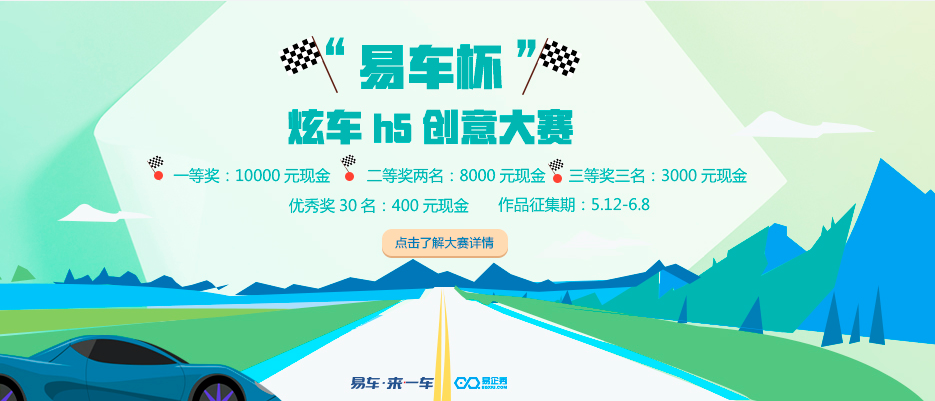 “易车杯”
炫车 h5 创意大赛
一等奖：10000 元现金 二等奖两名：8000 元现金 三等奖三名：3000 元现金
优秀奖 30 名：400 元现金 作品征集期：5.12-6.8
点击了解大赛详情
易车·来一车 易企秀